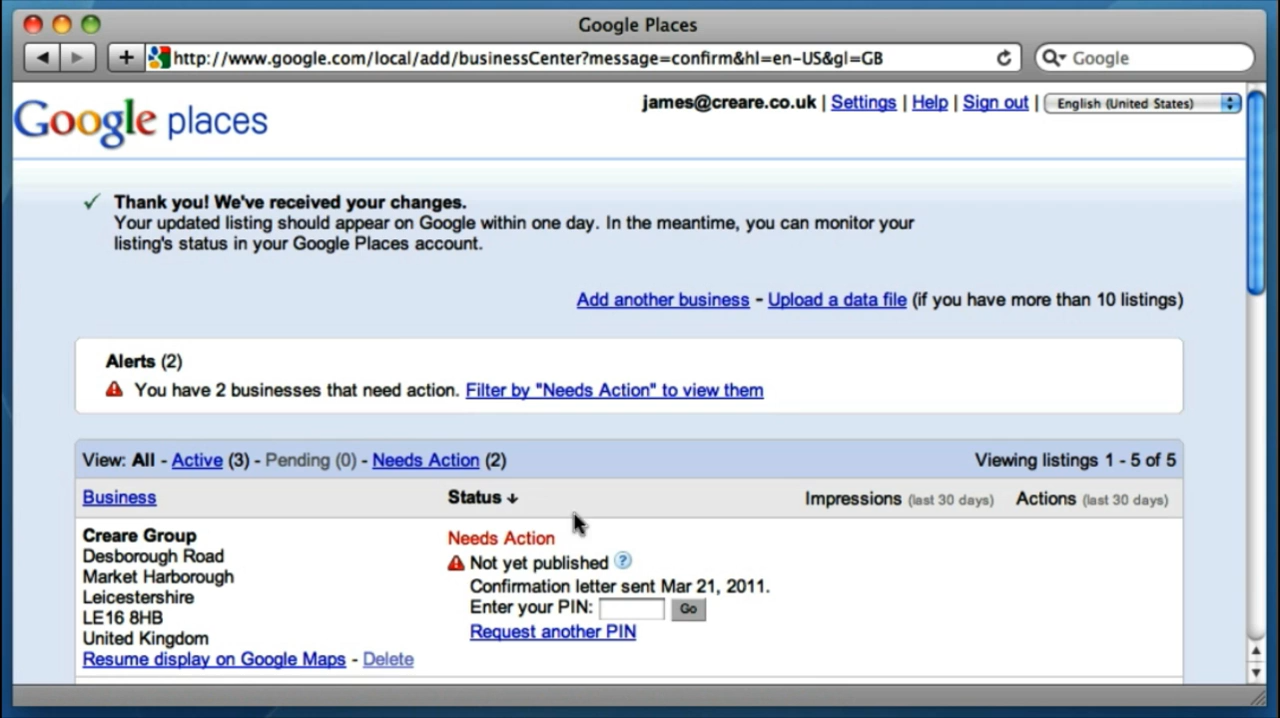 Google Places
http://www.google.com/local/add/businessCenter?message=confirm&hl=en-US&gl=GB
Google
Google places
james@creare.co.uk | Settings | Help | Sign out | English (United States)
✓ Thank you! We've received your changes.
Your updated listing should appear on Google within one day. In the meantime, you can monitor your
listing's status in your Google Places account.
Add another business - Upload a data file (if you have more than 10 listings)
Alerts (2)
You have 2 businesses that need action. Filter by "Needs Action" to view them
View: All - Active (3) - Pending (0) - Needs Action (2)
Viewing listings 1 - 5 of 5
Business
Status ↓
Impressions (last 30 days)
Actions (last 30 days)
Creare Group
Desborough Road
Market Harborough
Leicestershire
LE16 8HB
United Kingdom
Resume display on Google Maps - Delete
Needs Action
Not yet published ?
Confirmation letter sent Mar 21, 2011.
Enter your PIN: Go
Request another PIN